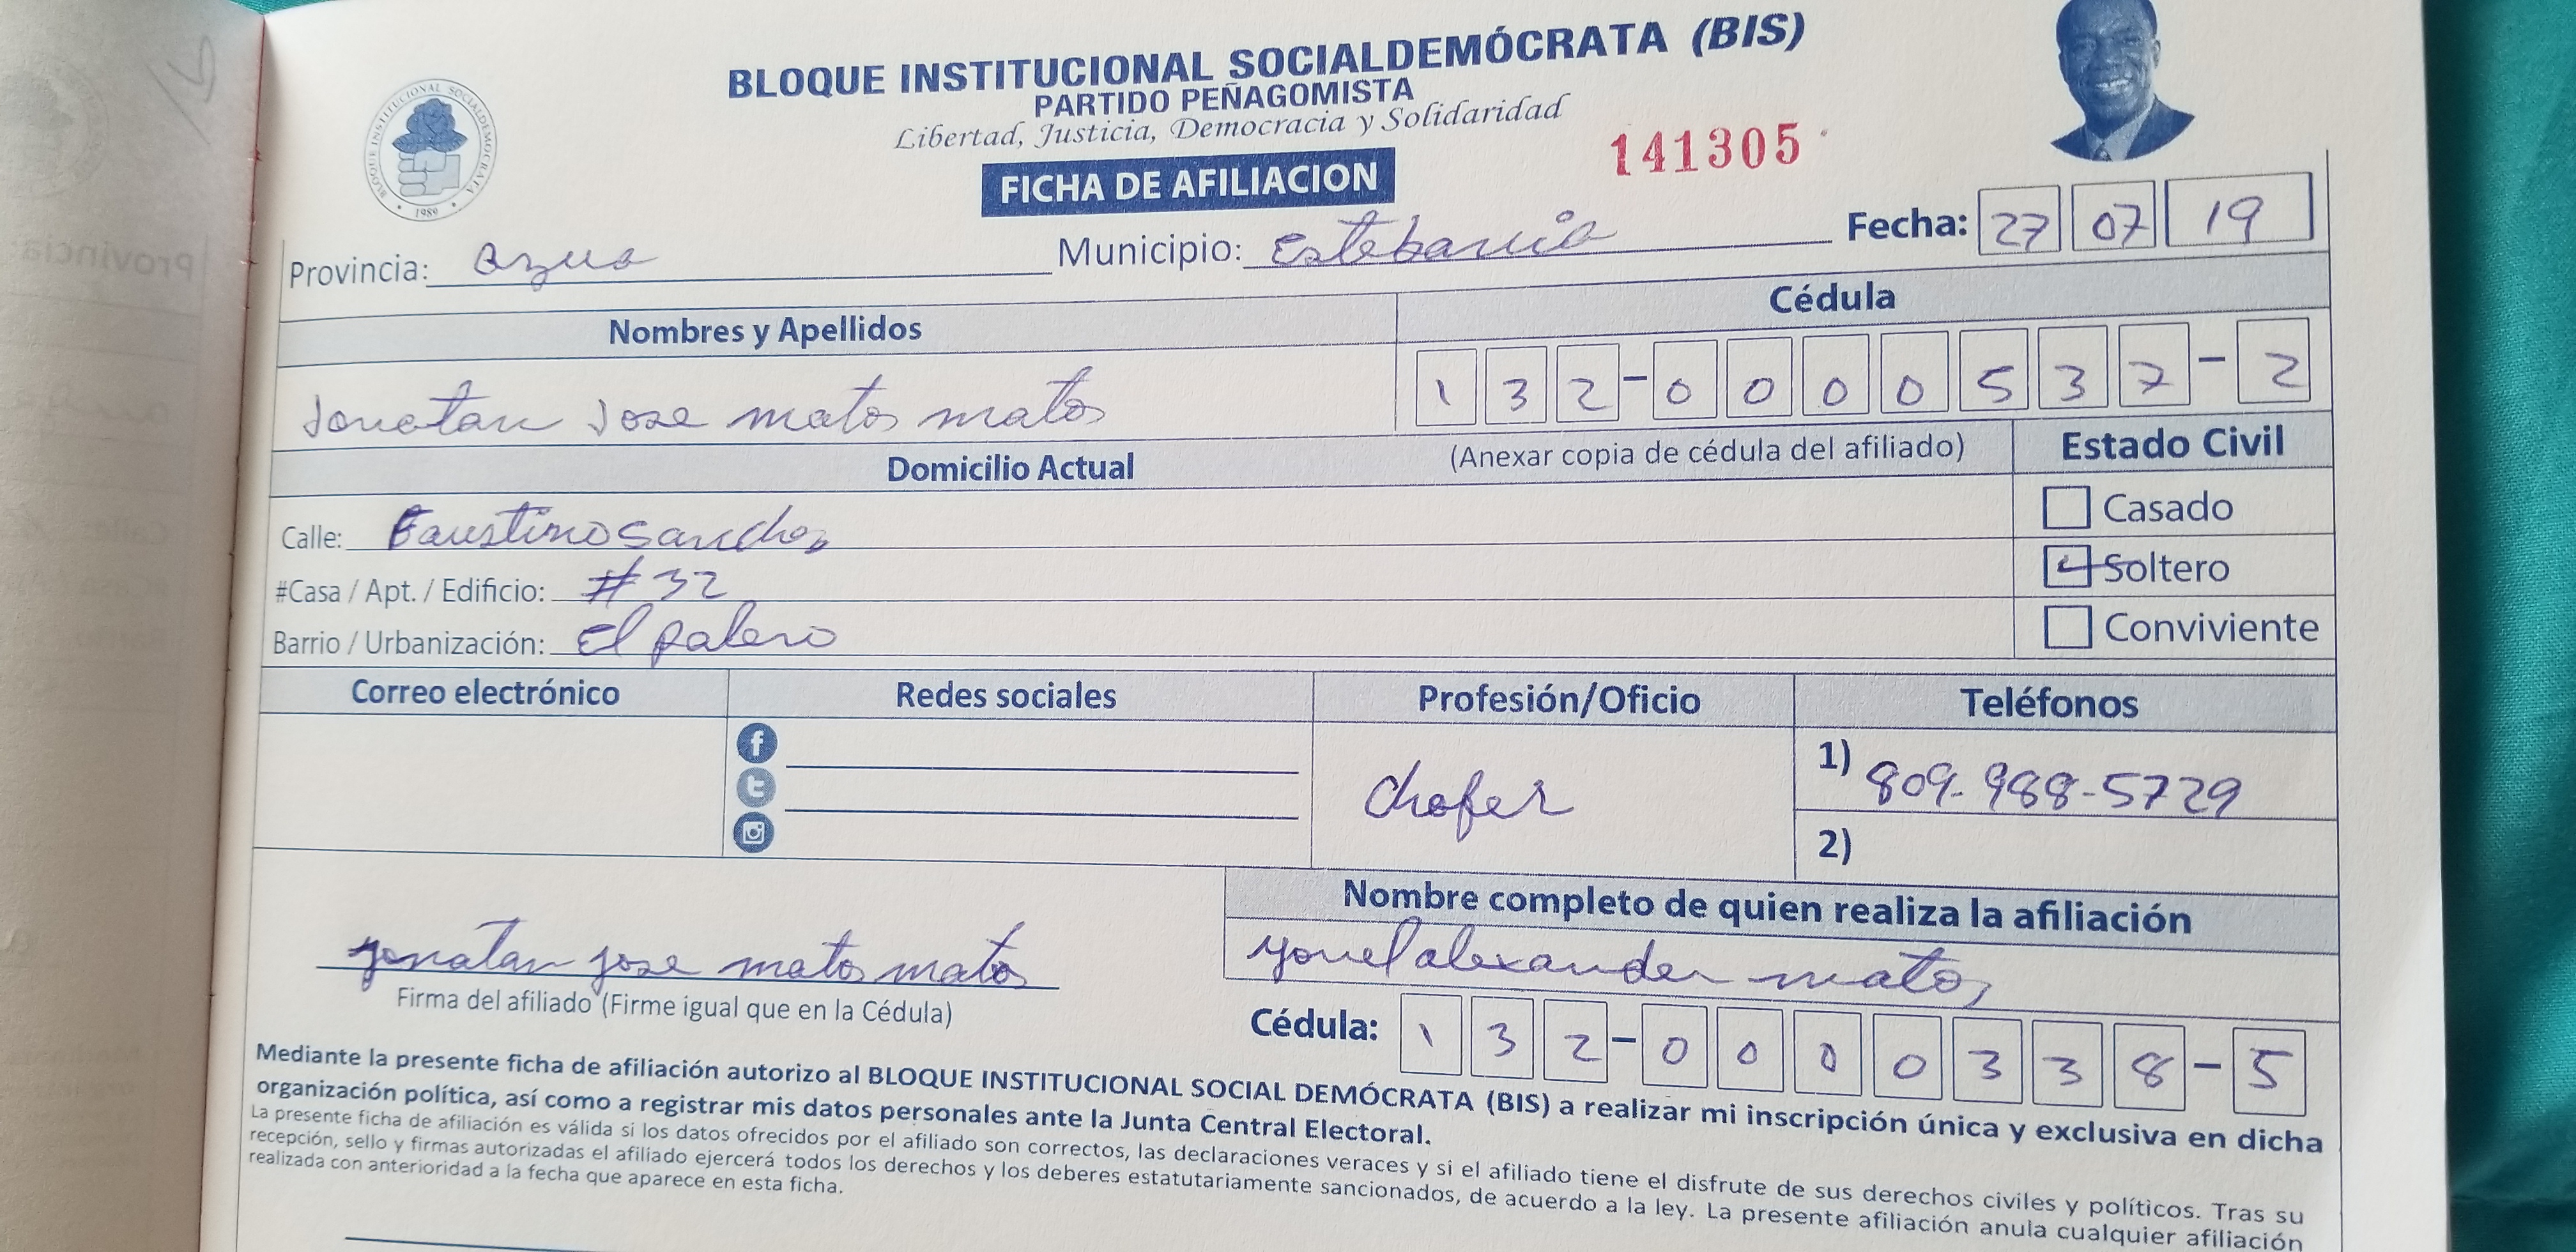 BLOQUE INSTITUCIONAL SOCIALDEMÓCRATA (BIS)
PARTIDO PEÑAGOMISTA
Libertad, Justicia, Democracia y Solidaridad
141305
FICHA DE AFILIACION
BLOQUE INSTITUCIONAL SOCIALDEMOCRATA
1989
Fecha: 27 07 19
Provincia: azua Municipio: Estebania
Nombres y Apellidos Cédula
Jonatan Jose matos matos 132-0000537-2
Domicilio Actual (Anexar copia de cédula del afiliado) Estado Civil
Calle: Faustino Sanchez Casado
#Casa / Apt. / Edificio: # 32 Soltero
Barrio / Urbanización: El palero Conviviente
Correo electrónico Redes sociales Profesión/Oficio Teléfonos
chofer 1) 809-988-5729
2)
Nombre completo de quien realiza la afiliación
yonatan jose matos matos yonel alexander matos
Firma del afiliado (Firme igual que en la Cédula)
Cédula: 132-0000338-5
Mediante la presente ficha de afiliación autorizo al BLOQUE INSTITUCIONAL SOCIAL DEMÓCRATA (BIS) a realizar mi inscripción única y exclusiva en dicha
organización política, así como a registrar mis datos personales ante la Junta Central Electoral.
La presente ficha de afiliación es válida si los datos ofrecidos por el afiliado son correctos, las declaraciones veraces y si el afiliado tiene el disfrute de sus derechos civiles y políticos. Tras su
recepción, sello y firmas autorizadas el afiliado ejercerá todos los derechos y los deberes estatutariamente sancionados, de acuerdo a la ley. La presente afiliación anula cualquier afiliación
realizada con anterioridad a la fecha que aparece en esta ficha.